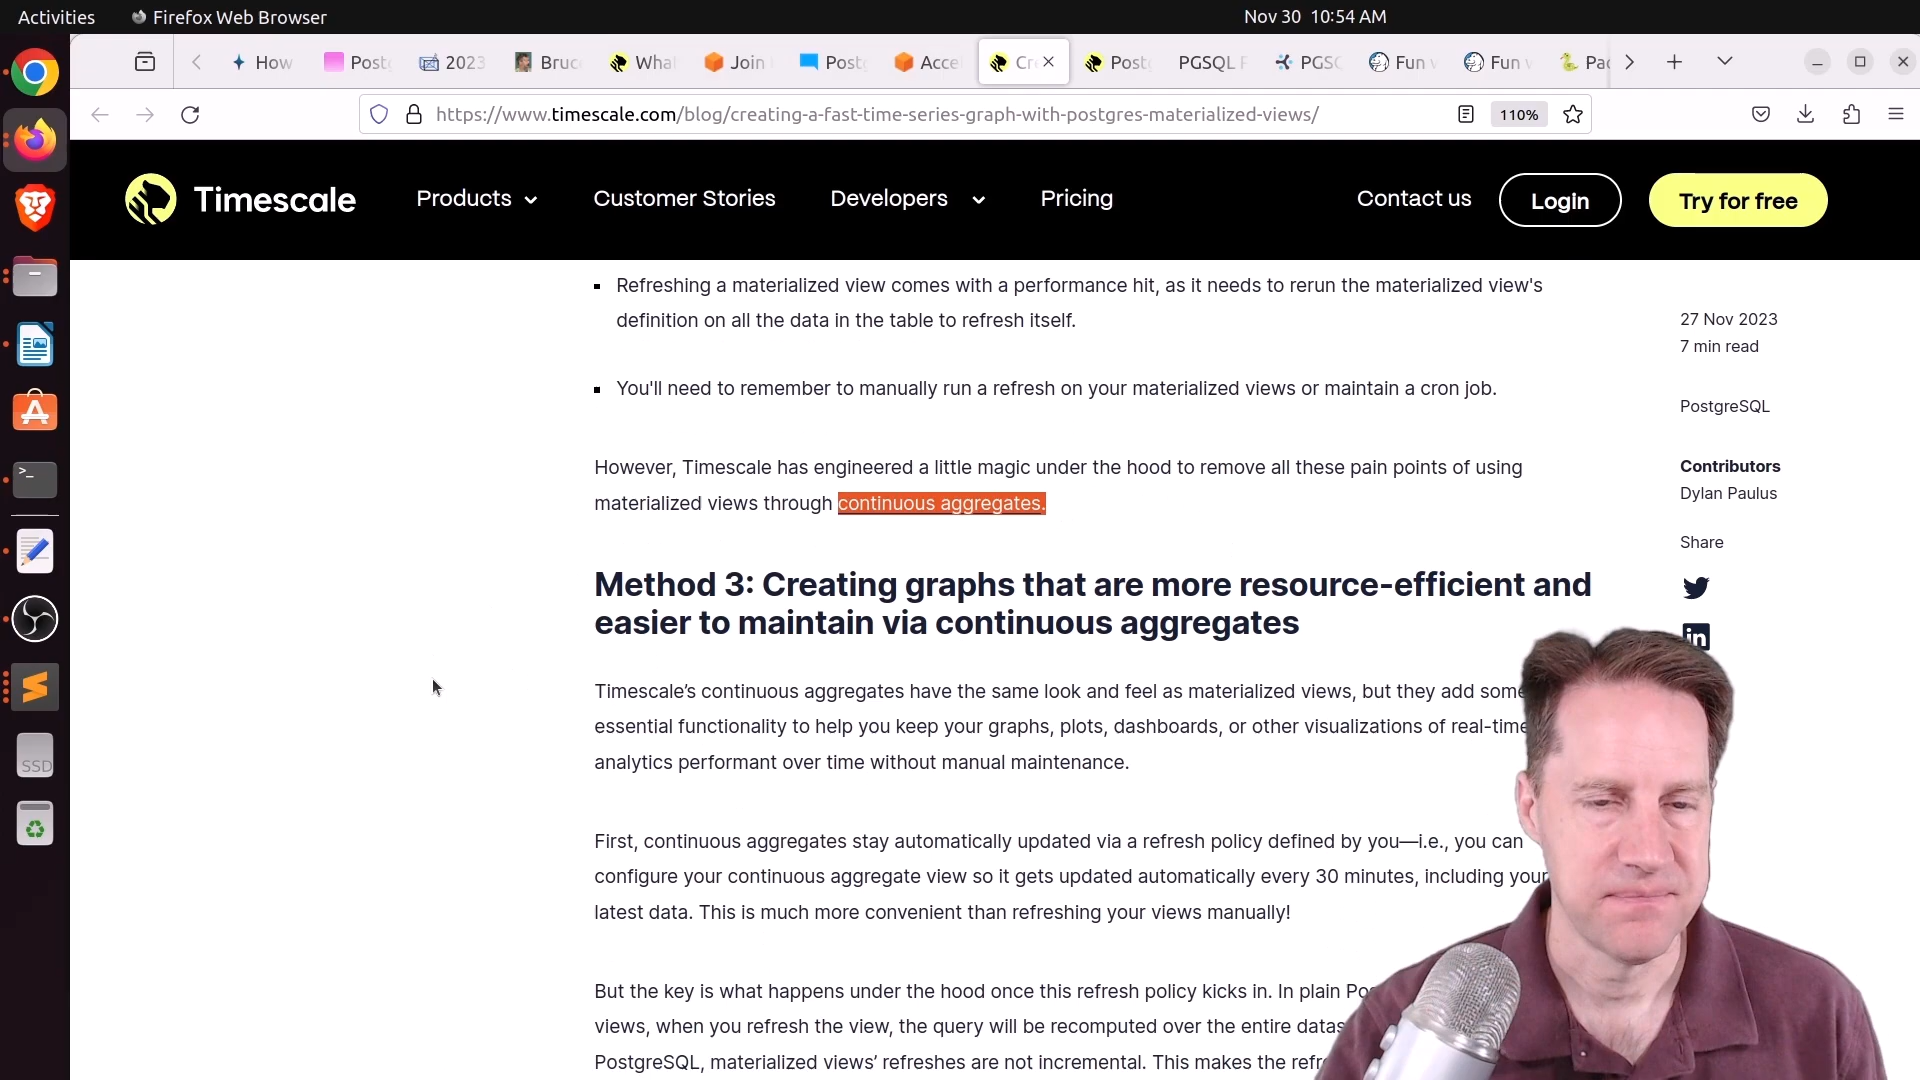 Activities
Firefox Web Browser
Nov 30 10:54 AM
How
Post
2023
Bruc
Wha
Join
Post
Acce
Cr
Post
PGSQL F
PGSC
Fun v
Fun v
Pac
https://www.timescale.com/blog/creating-a-fast-time-series-graph-with-postgres-materialized-views/
110%
Timescale
Products
Customer Stories
Developers
Pricing
Contact us
Login
Try for free
▪ Refreshing a materialized view comes with a performance hit, as it needs to rerun the materialized view's
definition on all the data in the table to refresh itself.
▪ You'll need to remember to manually run a refresh on your materialized views or maintain a cron job.
However, Timescale has engineered a little magic under the hood to remove all these pain points of using
materialized views through continuous aggregates.
Method 3: Creating graphs that are more resource-efficient and
easier to maintain via continuous aggregates
Timescale’s continuous aggregates have the same look and feel as materialized views, but they add some
essential functionality to help you keep your graphs, plots, dashboards, or other visualizations of real-time
analytics performant over time without manual maintenance.
First, continuous aggregates stay automatically updated via a refresh policy defined by you—i.e., you can
configure your continuous aggregate view so it gets updated automatically every 30 minutes, including your
latest data. This is much more convenient than refreshing your views manually!
But the key is what happens under the hood once this refresh policy kicks in. In plain Po
views, when you refresh the view, the query will be recomputed over the entire datas
PostgreSQL, materialized views’ refreshes are not incremental. This makes the refr
27 Nov 2023
7 min read
PostgreSQL
Contributors
Dylan Paulus
Share
in
SSD